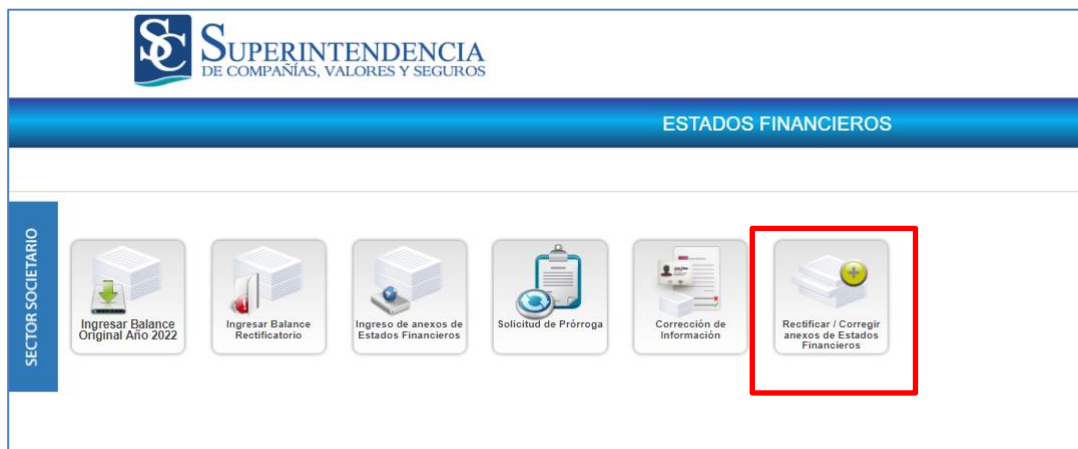 SC
SUPERINTENDENCIA
DE COMPAÑÍAS, VALORES Y SEGUROS
ESTADOS FINANCIEROS
SECTOR SOCIETARIO
Ingresar Balance
Original Año 2022
Ingresar Balance
Rectificatorio
Ingreso de anexos de
Estados Financieros
Solicitud de Prórroga
Corrección de
Información
Rectificar / Corregir
anexos de Estados
Financieros